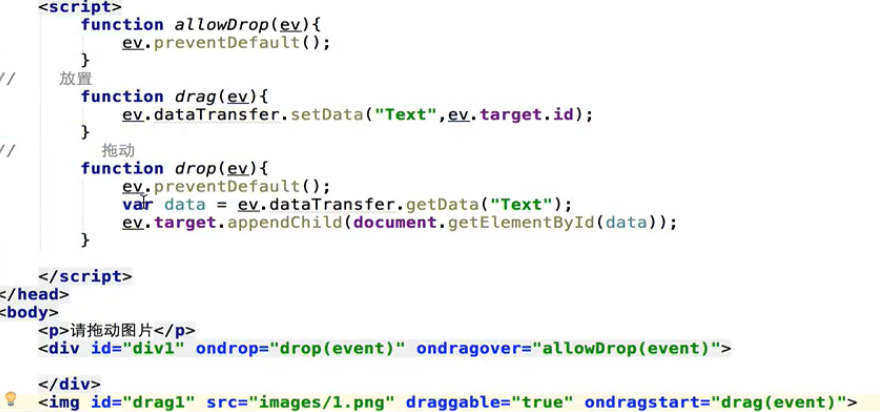 <script>
function allowDrop(ev){
ev.preventDefault();
}
// 放置
function drag(ev){
ev.dataTransfer.setData("Text",ev.target.id);
}
// 拖动
function drop(ev){
ev.preventDefault();
var data = ev.dataTransfer.getData("Text");
ev.target.appendChild(document.getElementById(data));
}
</script>
</head>
<body>
<p>请拖动图片</p>
<div id="div1" ondrop="drop(event)" ondragover="allowDrop(event)">
</div>
<img id="drag1" src="images/1.png" draggable="true" ondragstart="drag(event)">